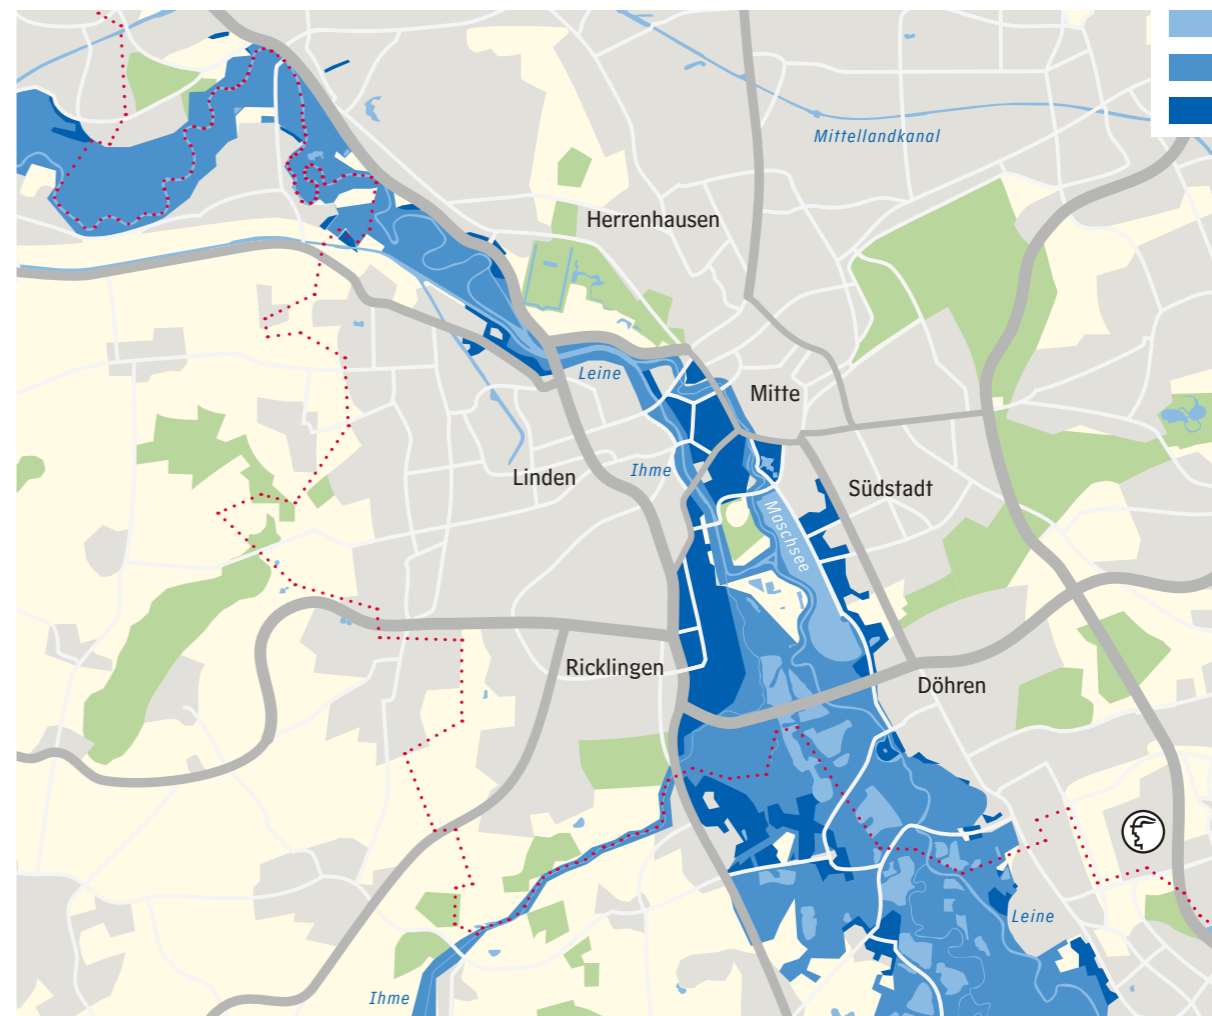 Mittellandkanal
Herrenhausen
Leine
Mitte
Linden
Ihme
Südstadt
Maschsee
Ricklingen
Döhren
Leine
Ihme